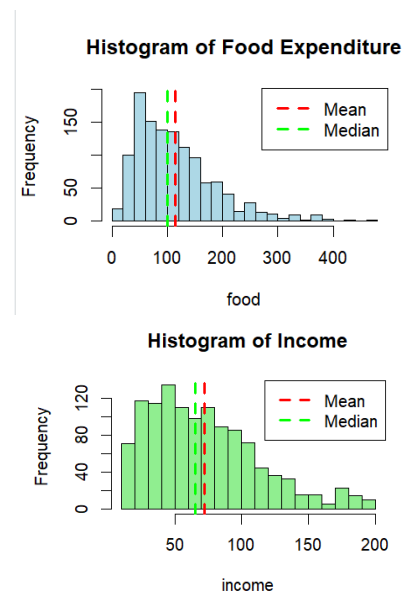 Histogram of Food Expenditure
Frequency
150
50
0
Mean
Median
0 100 200 300 400
food
Histogram of Income
Frequency
120
80
40
0
Mean
Median
50 100 150 200
income